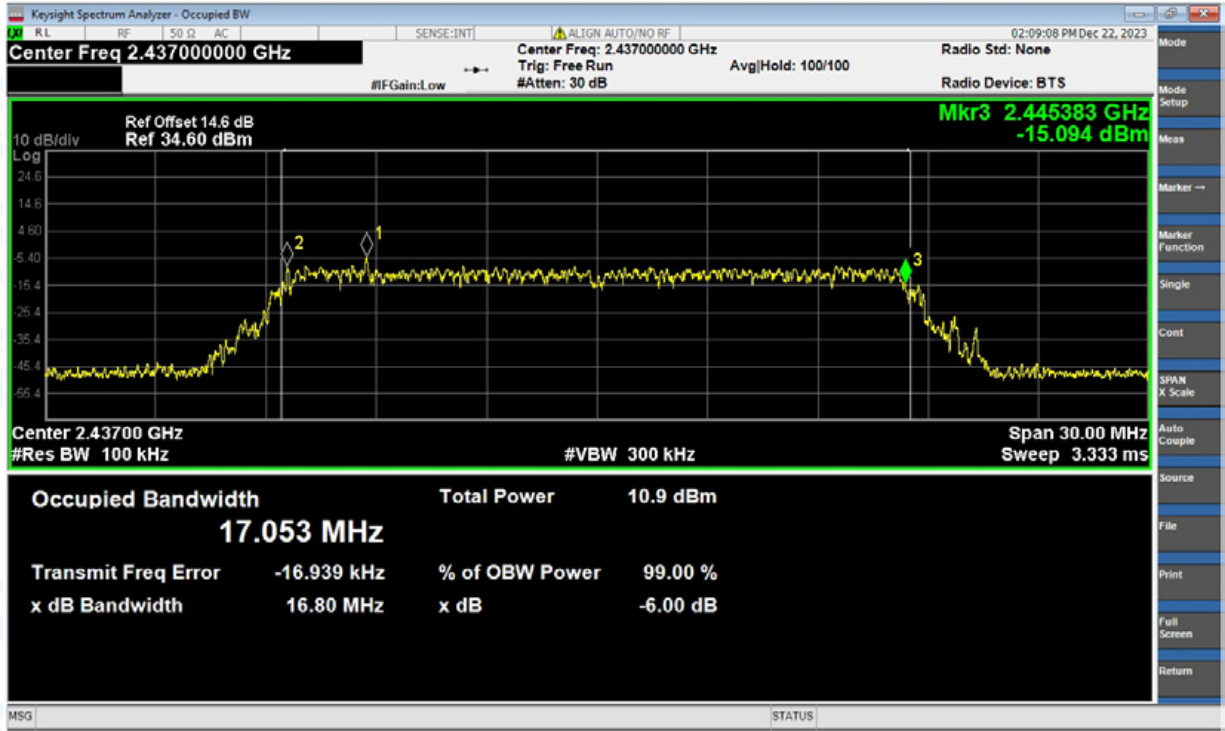 Keysight Spectrum Analyzer - Occupied BW
RL RF 50 Ω AC SENSE:INT ALIGN AUTO/NO RF 02:09:08 PM Dec 22, 2023
Center Freq 2.437000000 GHz
Center Freq: 2.437000000 GHz
Radio Std: None
Trig: Free Run
Avg|Hold: 100/100
#IFGain:Low
#Atten: 30 dB
Radio Device: BTS
Mkr3 2.445383 GHz
-15.094 dBm
Ref Offset 14.6 dB
10 dB/div Ref 34.60 dBm
Log
24.6
14.6
4.60
-5.40
-15.4
-25.4
-35.4
-45.4
-55.4
2
1
3
Center 2.43700 GHz
Span 30.00 MHz
#Res BW 100 kHz
#VBW 300 kHz
Sweep 3.333 ms
Occupied Bandwidth
Total Power 10.9 dBm
17.053 MHz
Transmit Freq Error -16.939 kHz
% of OBW Power 99.00 %
x dB Bandwidth 16.80 MHz
x dB -6.00 dB
MSG
STATUS
Mode
Mode
Setup
Meas
Marker →
Marker
Function
Single
Cont
SPAN
X Scale
Auto
Couple
Source
File
Print
Full
Screen
Return